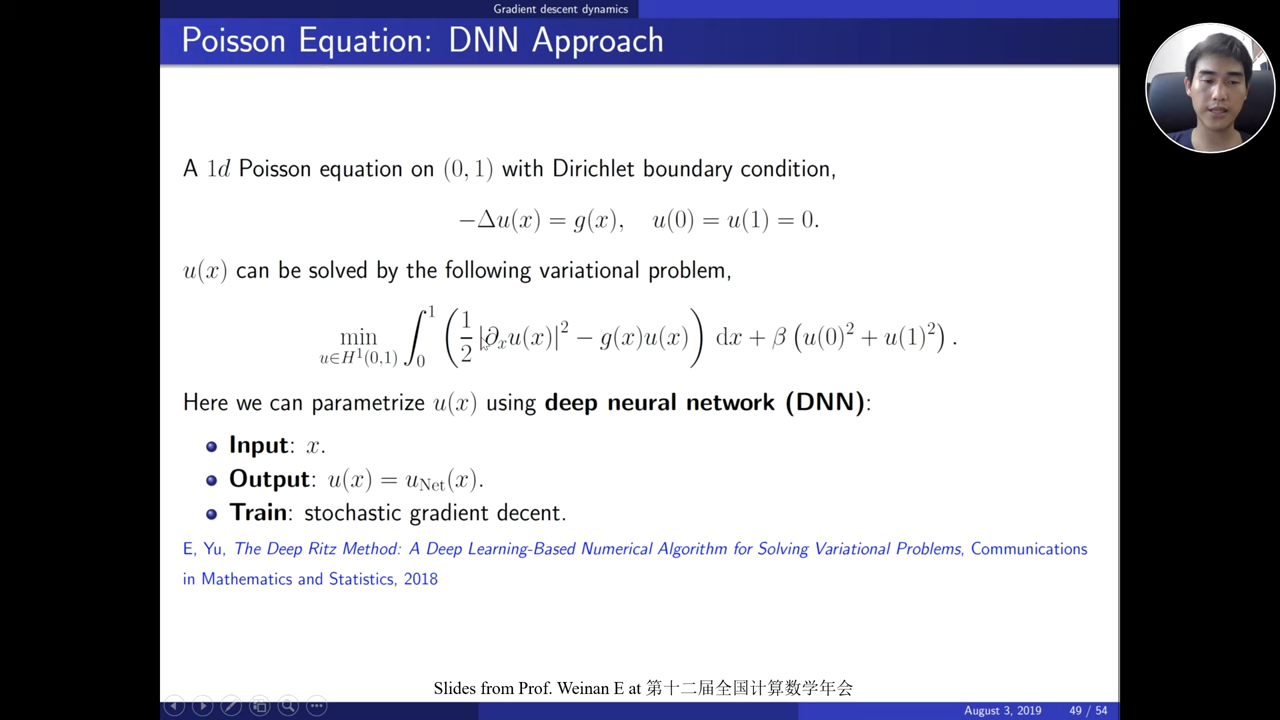 Gradient descent dynamics
Poisson Equation: DNN Approach
A 1d Poisson equation on (0, 1) with Dirichlet boundary condition,
−Δu(x) = g(x), u(0) = u(1) = 0.
u(x) can be solved by the following variational problem,
min_{u∈H^1(0,1)} ∫_0^1 (1/2 |∂_x u(x)|^2 − g(x)u(x)) dx + β (u(0)^2 + u(1)^2).
Here we can parametrize u(x) using deep neural network (DNN):
Input: x.
Output: u(x) = u_Net(x).
Train: stochastic gradient decent.
E, Yu, The Deep Ritz Method: A Deep Learning-Based Numerical Algorithm for Solving Variational Problems, Communications
in Mathematics and Statistics, 2018
Slides from Prof. Weinan E at 第十二届全国计算数学年会
August 3, 2019 49 / 54